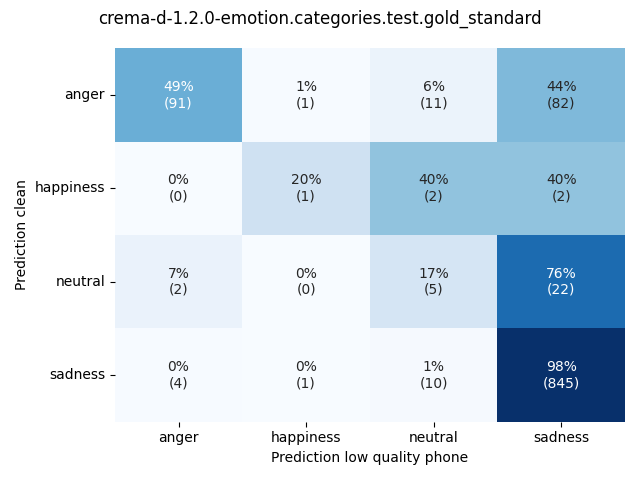 crema-d-1.2.0-emotion.categories.test.gold_standard
anger 49% 1% 6% 44%
(91) (1) (11) (82)
happiness 0% 20% 40% 40%
(0) (1) (2) (2)
neutral 7% 0% 17% 76%
(2) (0) (5) (22)
sadness 0% 0% 1% 98%
(4) (1) (10) (845)
Prediction clean
anger happiness neutral sadness
Prediction low quality phone